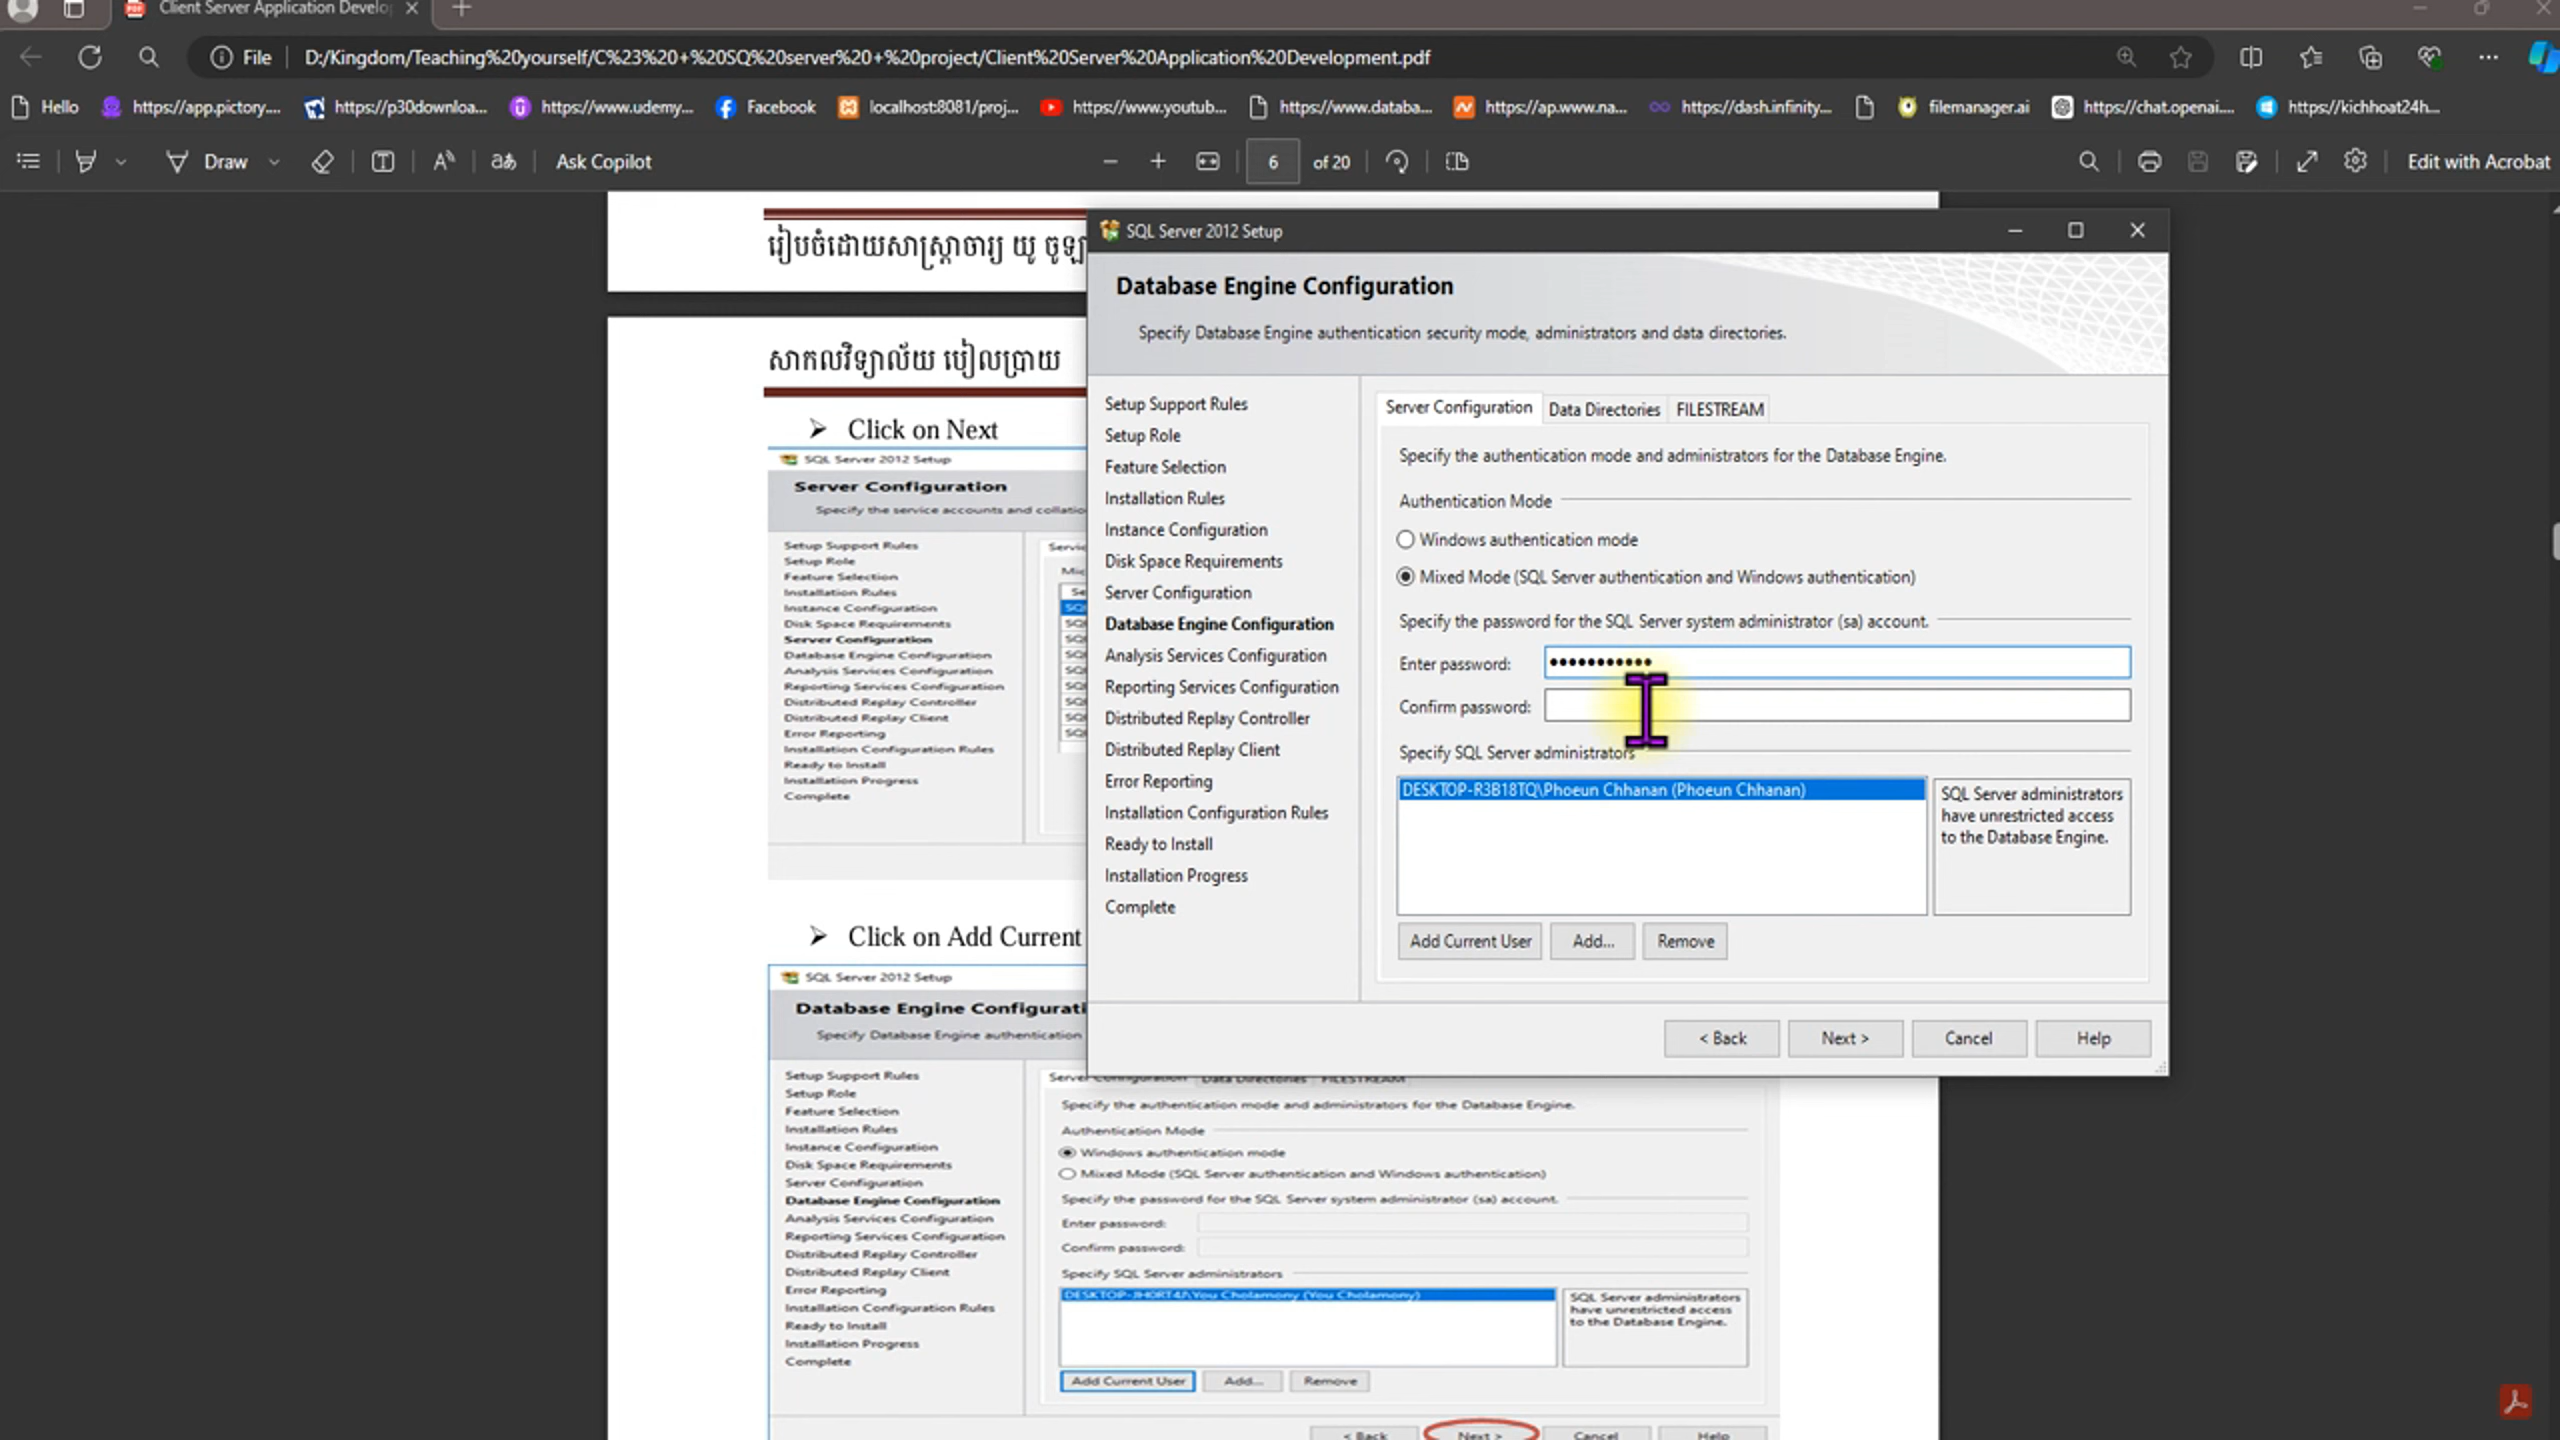 Client Server Application Develo
File
D:/Kingdom/Teaching%20yourself/C%23%20+%20SQ%20server%20+%20project/Client%20Server%20Application%20Development.pdf
Hello
https://app.pictory....
https://p30downloa...
https://www.udemy...
Facebook
localhost:8081/proj...
https://www.youtub...
https://www.databa...
https://ap.www.na...
https://dash.infinity...
filemanager.ai
https://chat.openai....
https://kichhoat24h...
Draw
Ask Copilot
6 of 20
Edit with Acrobat
រៀបចំដោយសាស្ត្រាចារ្យ យូ
សាកលវិទ្យាល័យ បៀលប្រាយ
➢ Click on Next
SQL Server 2012 Setup
Server Configuration
Specify the service accounts and collatio
Setup Support Rules
Setup Role
Feature Selection
Installation Rules
Instance Configuration
Disk Space Requirements
Server Configuration
Database Engine Configuration
Analysis Services Configuration
Reporting Services Configuration
Distributed Replay Controller
Distributed Replay Client
Error Reporting
Installation Configuration Rules
Ready to Install
Installation Progress
Complete
➢ Click on Add Current
SQL Server 2012 Setup
Database Engine Configurati
Specify Database Engine authentication
Setup Support Rules
Setup Role
Feature Selection
Installation Rules
Instance Configuration
Disk Space Requirements
Server Configuration
Database Engine Configuration
Analysis Services Configuration
Reporting Services Configuration
Distributed Replay Controller
Distributed Replay Client
Error Reporting
Installation Configuration Rules
Ready to Install
Installation Progress
Complete
Server Configuration Data Directories FILESTREAM
Specify the authentication mode and administrators for the Database Engine.
Authentication Mode
Windows authentication mode
Mixed Mode (SQL Server authentication and Windows authentication)
Specify the password for the SQL Server system administrator (sa) account.
Enter password:
Confirm password:
Specify SQL Server administrators
DESKTOP-JH0RT4J\You Cholamony (You Cholamony)
SQL Server administrators
have unrestricted access
to the Database Engine.
Add Current User
Add...
Remove
< Back
Next >
Cancel
Help
SQL Server 2012 Setup
Database Engine Configuration
Specify Database Engine authentication security mode, administrators and data directories.
Setup Support Rules
Setup Role
Feature Selection
Installation Rules
Instance Configuration
Disk Space Requirements
Server Configuration
Database Engine Configuration
Analysis Services Configuration
Reporting Services Configuration
Distributed Replay Controller
Distributed Replay Client
Error Reporting
Installation Configuration Rules
Ready to Install
Installation Progress
Complete
Server Configuration
Data Directories
FILESTREAM
Specify the authentication mode and administrators for the Database Engine.
Authentication Mode
Windows authentication mode
Mixed Mode (SQL Server authentication and Windows authentication)
Specify the password for the SQL Server system administrator (sa) account.
Enter password: •••••••••••
Confirm password:
Specify SQL Server administrators
DESKTOP-R3B18TQ\Phoeun Chhanan (Phoeun Chhanan)
SQL Server administrators
have unrestricted access
to the Database Engine.
Add Current User
Add...
Remove
< Back
Next >
Cancel
Help